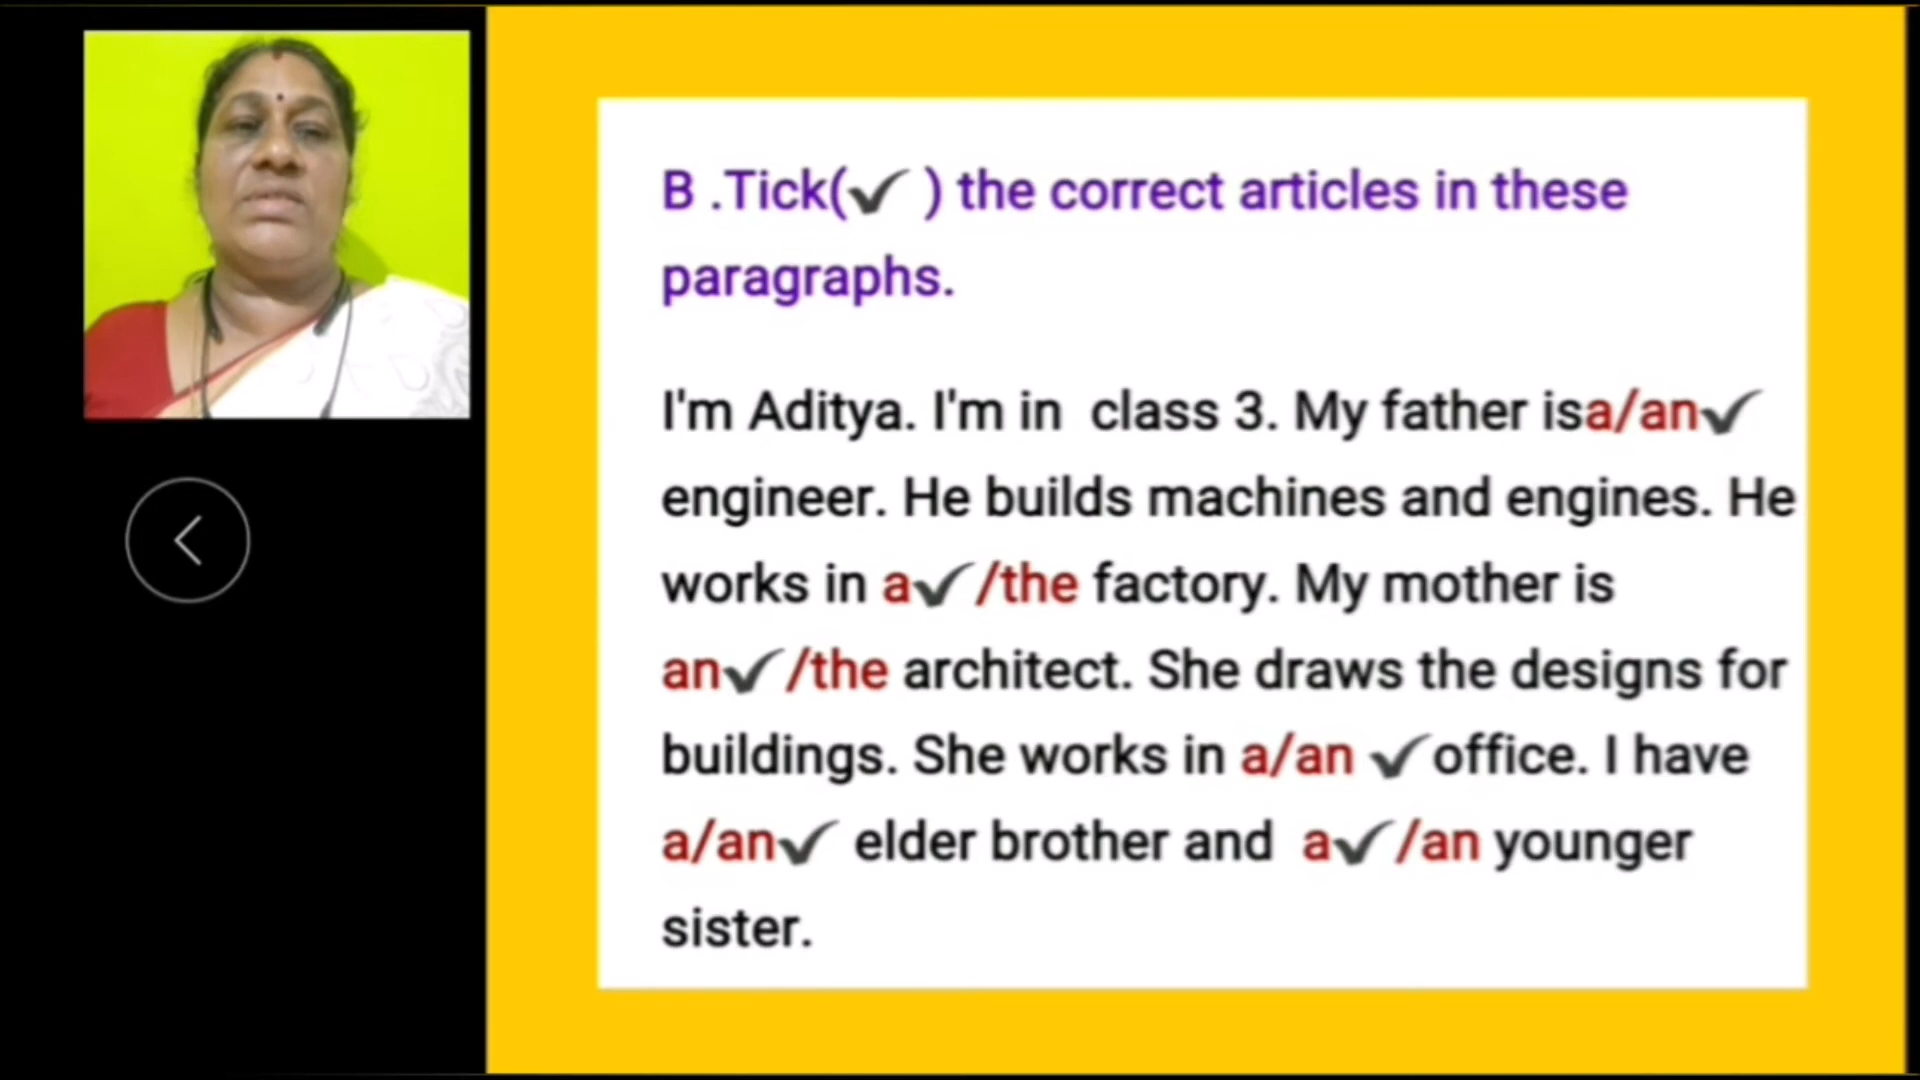 B .Tick(✔ ) the correct articles in these
paragraphs.
I'm Aditya. I'm in  class 3. My father isa/an✔
engineer. He builds machines and engines. He
works in a✔/the factory. My mother is
an✔/the architect. She draws the designs for
buildings. She works in a/an ✔office. I have
a/an✔ elder brother and  a✔/an younger
sister.